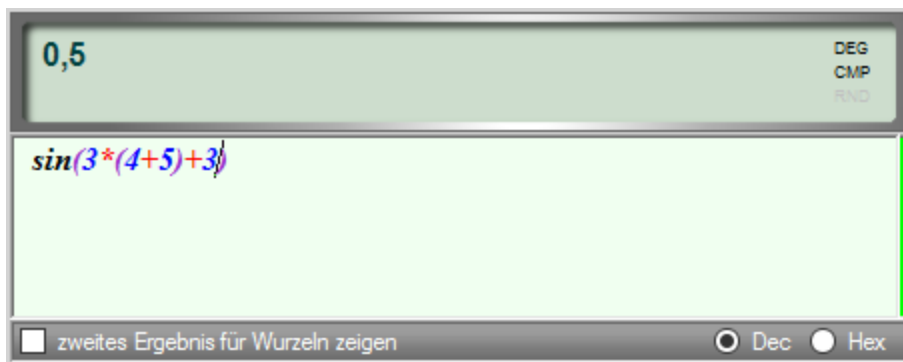 0,5
DEG
CMP
RND
sin(3*(4+5)+3)
zweites Ergebnis für Wurzeln zeigen
Dec Hex